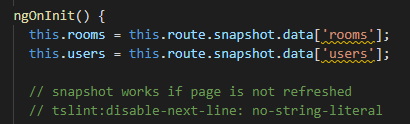 ngOnInit() {
this.rooms = this.route.snapshot.data['rooms'];
this.users = this.route.snapshot.data['users'];
// snapshot works if page is not refreshed
// tslint:disable-next-line: no-string-literal